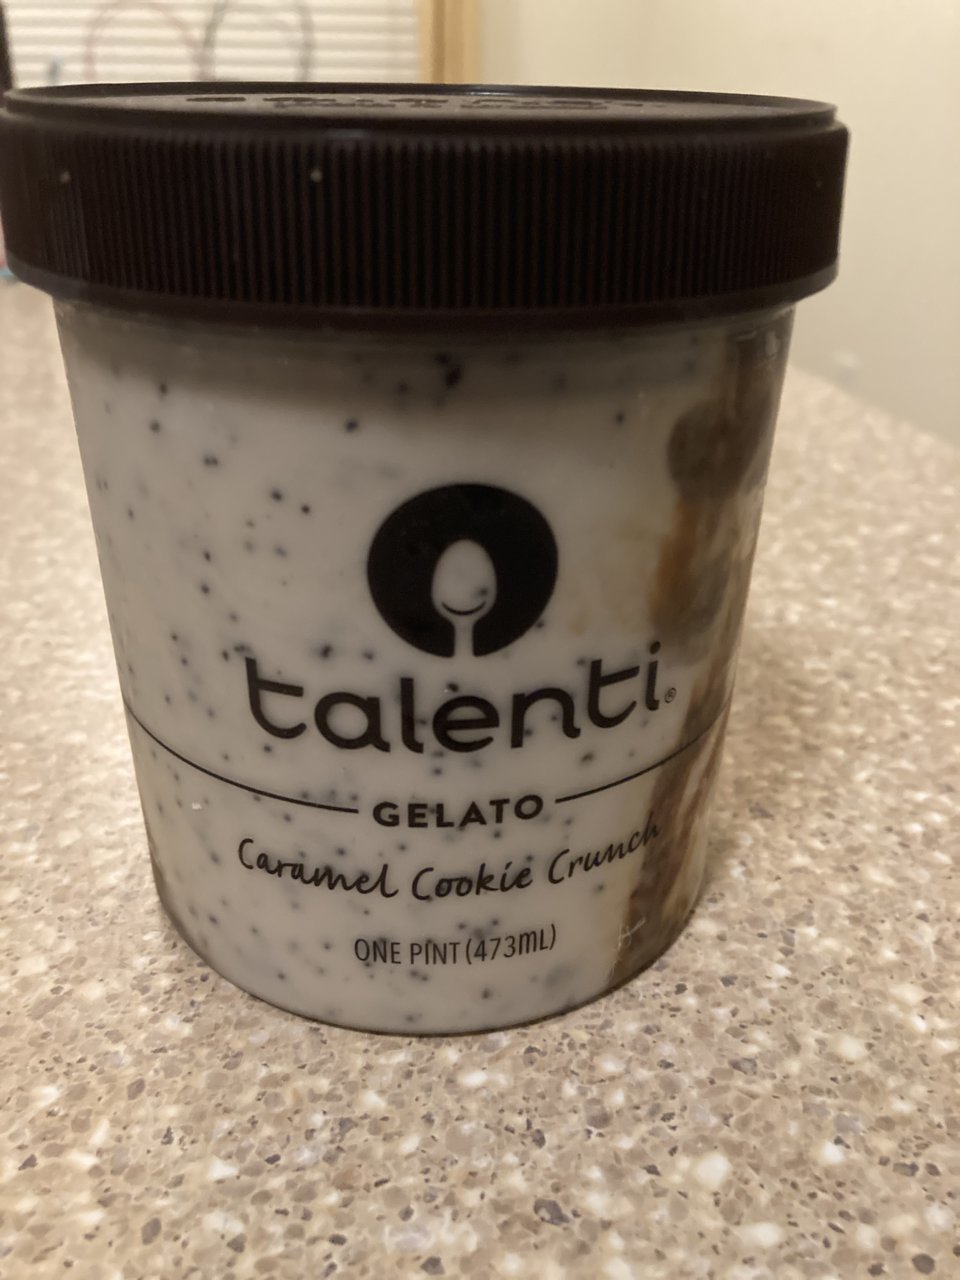 talenti®
GELATO
Caramel Cookie Crunch
ONE PINT (473mL)